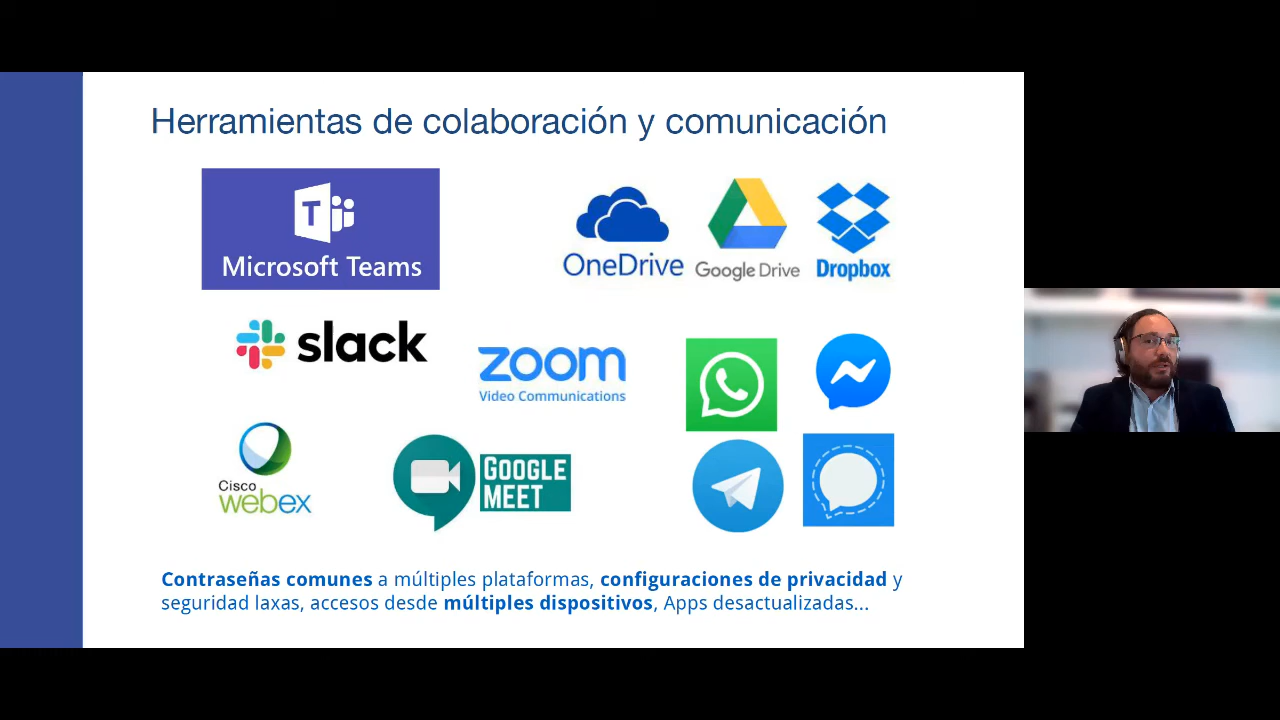 Herramientas de colaboración y comunicación
Microsoft Teams
OneDrive
Google Drive
Dropbox
slack
zoom
Video Communications
Cisco
webex
GOOGLE
MEET
Contraseñas comunes a múltiples plataformas, configuraciones de privacidad y
seguridad laxas, accesos desde múltiples dispositivos, Apps desactualizadas...